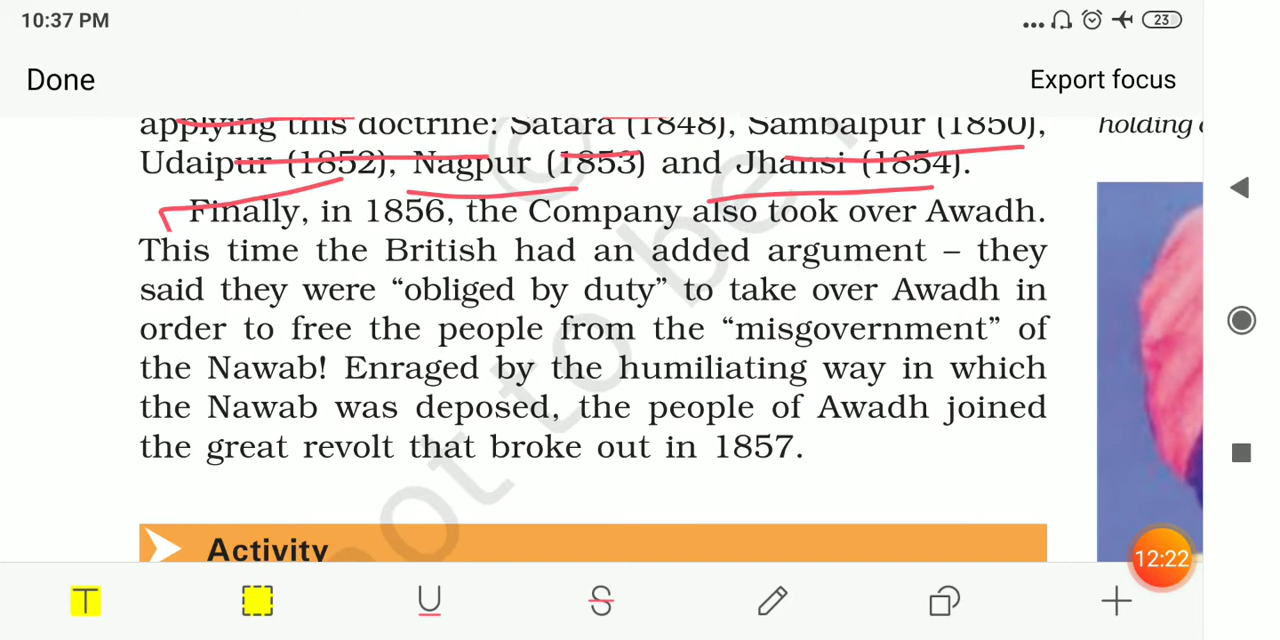 10:37 PM
23
Done
Export focus
applying this doctrine: Satara (1848), Sambalpur (1850),
holding
Udaipur (1852), Nagpur (1853) and Jhansi (1854).
Finally, in 1856, the Company also took over Awadh.
This time the British had an added argument – they
said they were “obliged by duty” to take over Awadh in
order to free the people from the “misgovernment” of
the Nawab! Enraged by the humiliating way in which
the Nawab was deposed, the people of Awadh joined
the great revolt that broke out in 1857.
not to be
©
Activity
12:22
T
U
S